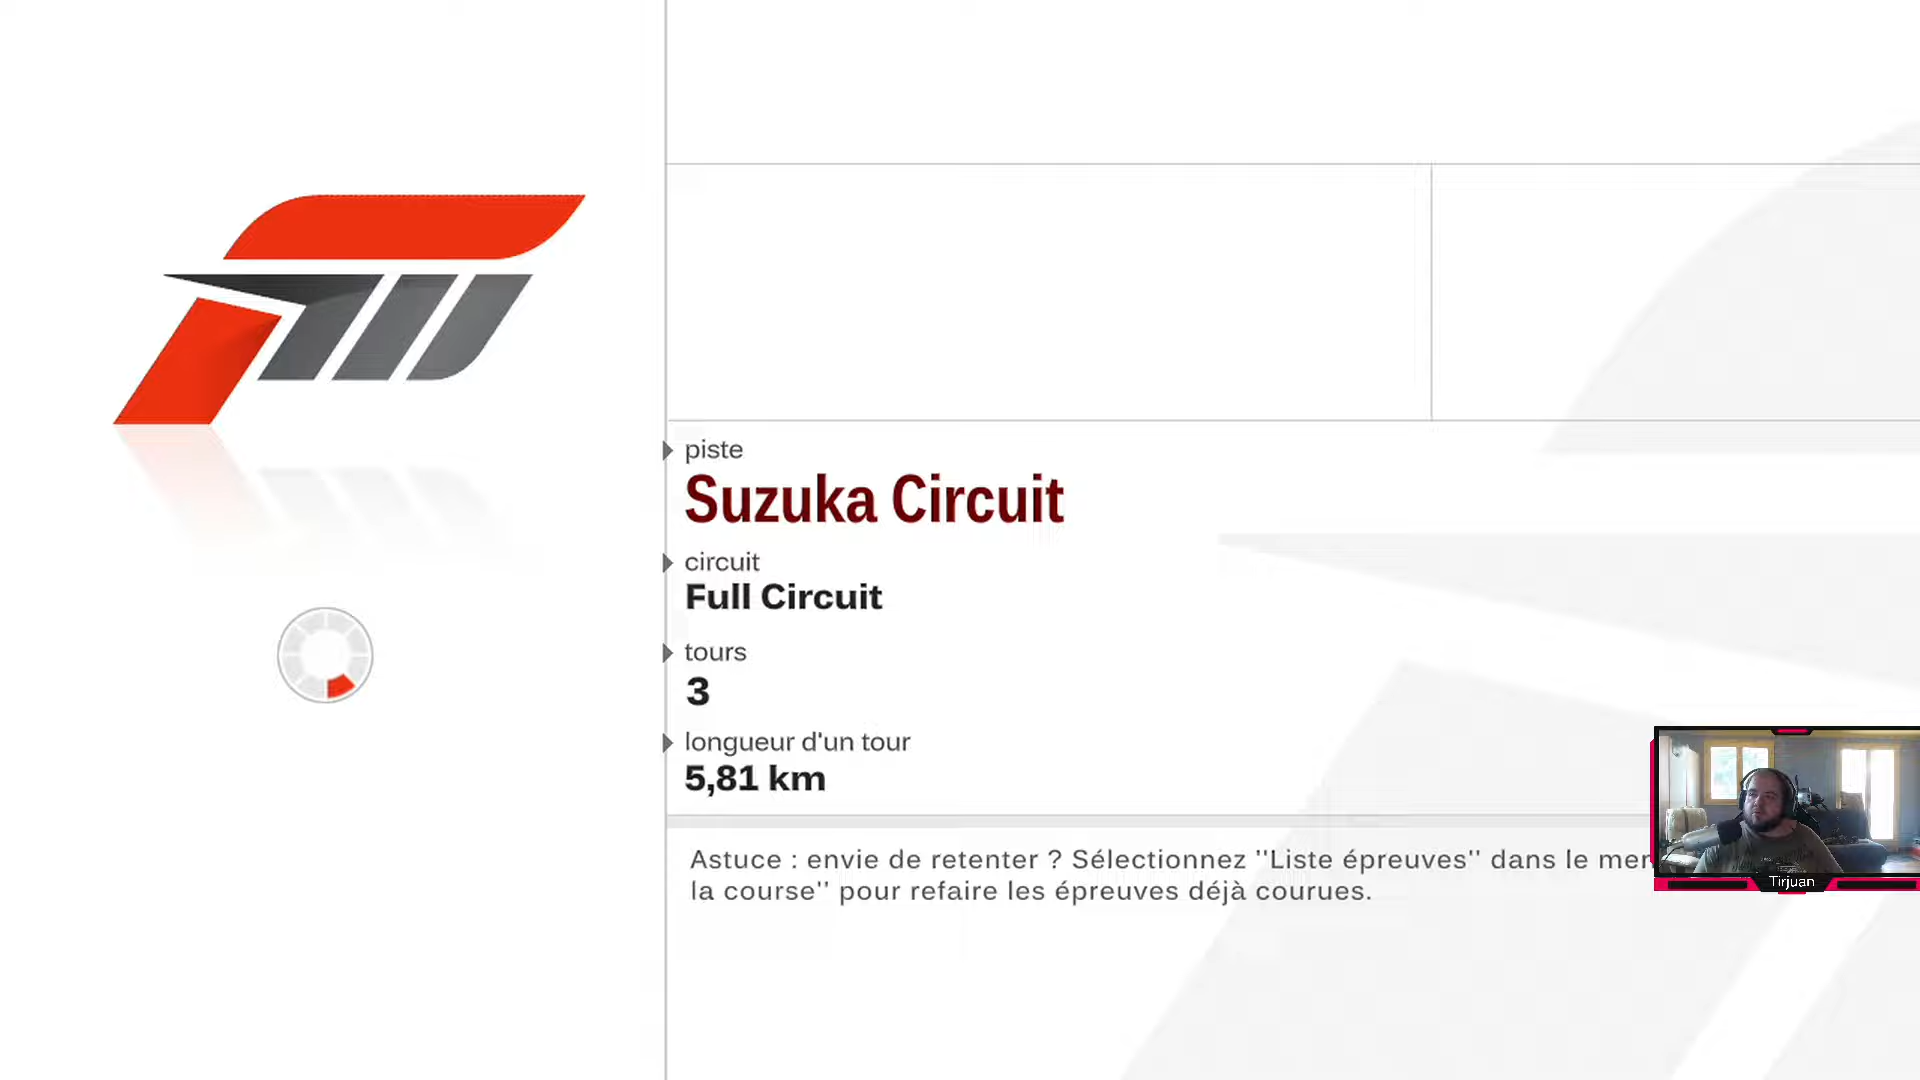 piste
Suzuka Circuit
circuit
Full Circuit
tours
3
longueur d'un tour
5,81 km
Astuce : envie de retenter ? Sélectionnez ''Liste épreuves'' dans le
la course'' pour refaire les épreuves déjà courues.
Tirjuan